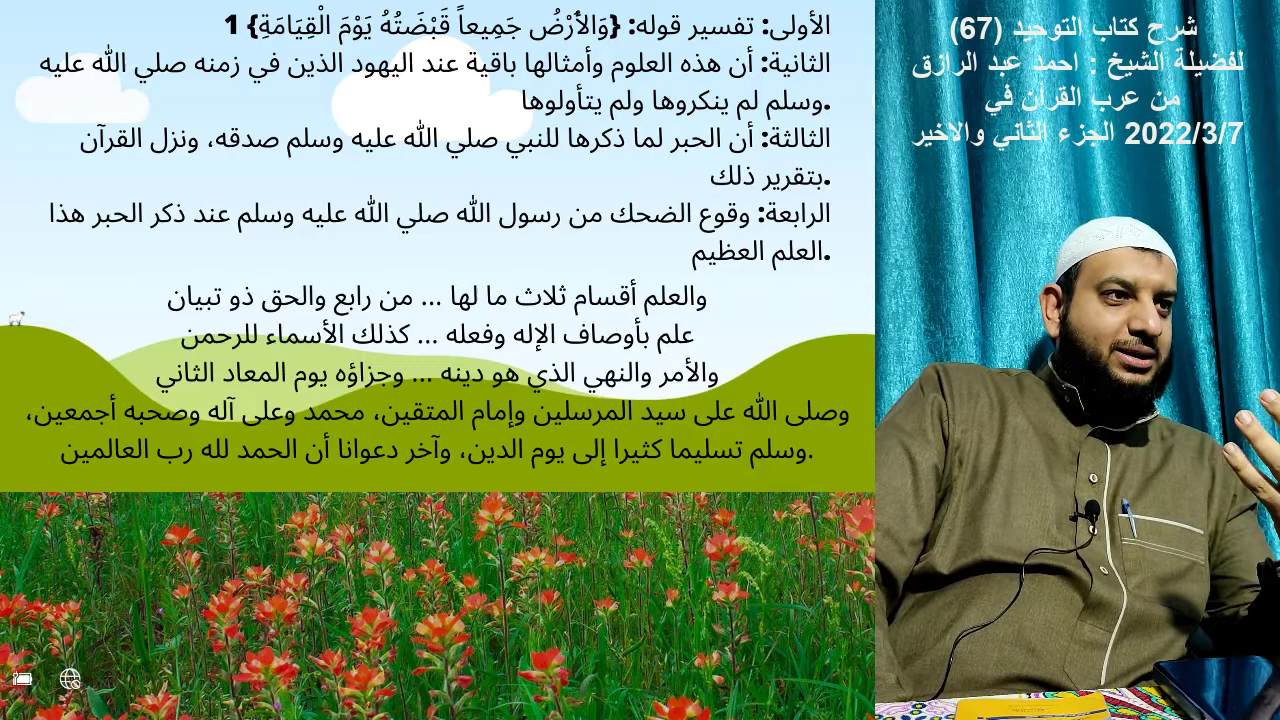 شرح كتاب التوحيد (67)
لفضيلة الشيخ : احمد عبد الرازق
من عرب القرآن في
2022/3/7 الجزء الثاني والاخير
الأولى: تفسير قوله: {وَالأَرْضُ جَمِيعاً قَبْضَتُهُ يَوْمَ الْقِيَامَةِ} 1
الثانية: أن هذه العلوم وأمثالها باقية عند اليهود الذين في زمنه صلي الله عليه
وسلم لم ينكروها ولم يتأولوها.
الثالثة: أن الحبر لما ذكرها للنبي صلي الله عليه وسلم صدقه، ونزل القرآن
بتقرير ذلك.
الرابعة: وقوع الضحك من رسول الله صلي الله عليه وسلم عند ذكر الحبر هذا
العلم العظيم.
والعلم أقسام ثلاث ما لها ... من رابع والحق ذو تبيان
علم بأوصاف الإله وفعله ... كذلك الأسماء للرحمن
والأمر والنهي الذي هو دينه ... وجزاؤه يوم المعاد الثاني
وصلى الله على سيد المرسلين وإمام المتقين، محمد وعلى آله وصحبه أجمعين،
وسلم تسليما كثيرا إلى يوم الدين، وآخر دعوانا أن الحمد لله رب العالمين.